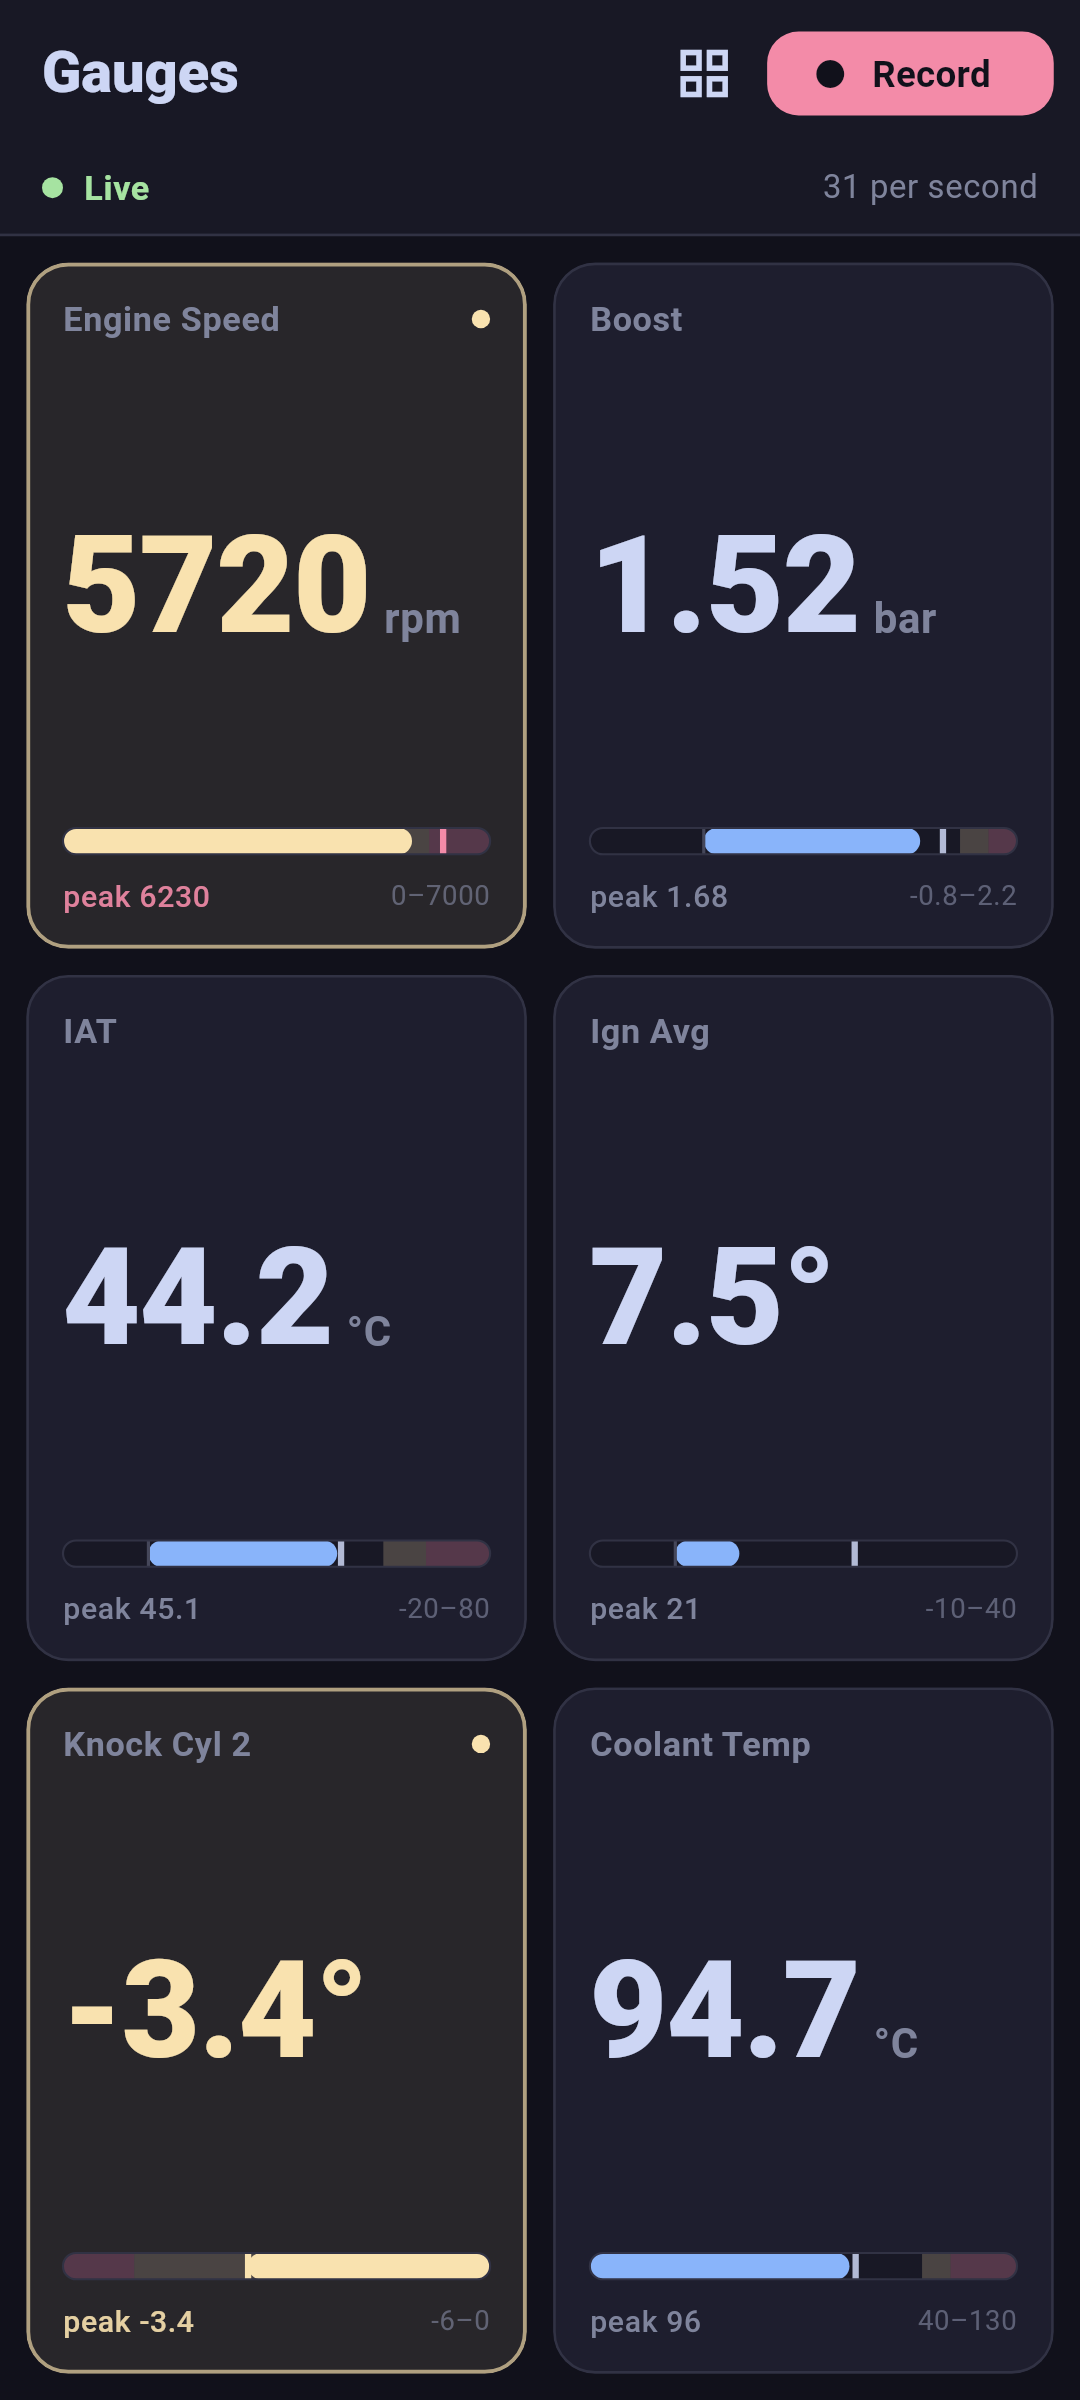 Gauges
Record
Live
31 per second
Engine Speed
5720 rpm
peak 6230
0–7000
Boost
1.52 bar
peak 1.68
-0.8–2.2
IAT
44.2 °C
peak 45.1
-20–80
Ign Avg
7.5°
peak 21
-10–40
Knock Cyl 2
-3.4°
peak -3.4
-6–0
Coolant Temp
94.7 °C
peak 96
40–130